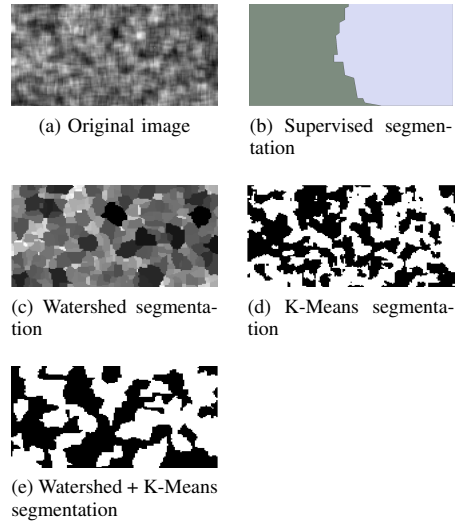 (a) Original image
(b) Supervised segmen-
tation
(c) Watershed segmenta-
tion
(d) K-Means segmenta-
tion
(e) Watershed + K-Means
segmentation